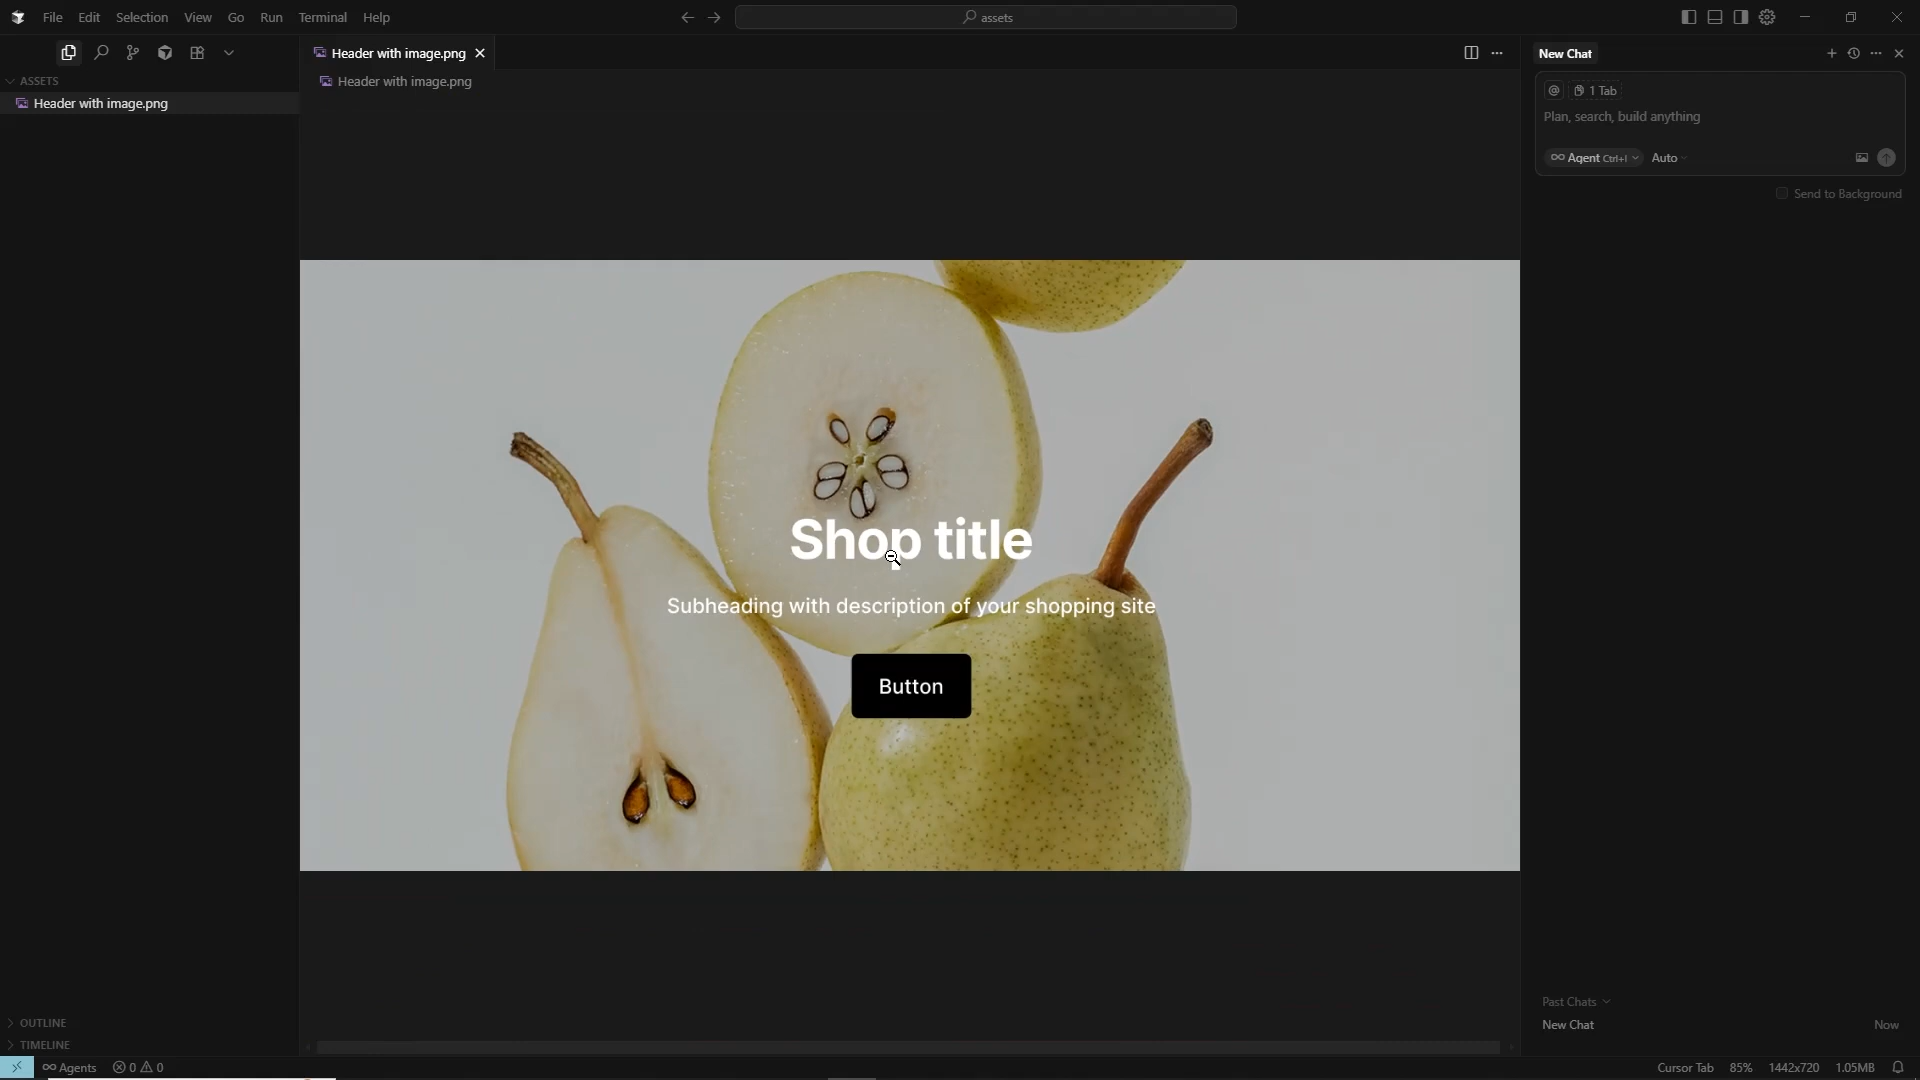 File Edit Selection View Go Run Terminal Help
assets
Header with image.png
New Chat
ASSETS
Header with image.png
Header with image.png
@ 1 Tab
Plan, search, build anything
Agent Ctrl+I Auto
Send to Background
Shop title
Subheading with description of your shopping site
Button
Past Chats
New Chat Now
OUTLINE
TIMELINE
Agents 0 0
Cursor Tab 85% 1442x720 1.05MB